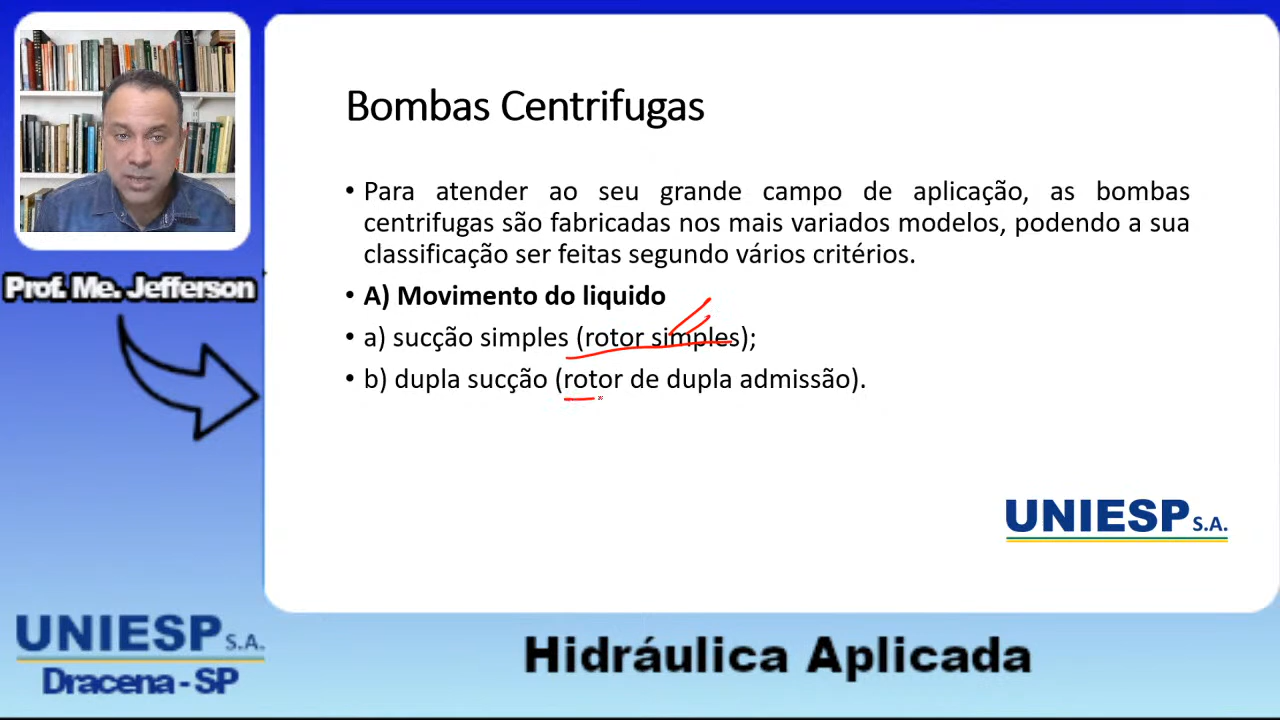 Bombas Centrifugas
• Para atender ao seu grande campo de aplicação, as bombas
centrifugas são fabricadas nos mais variados modelos, podendo a sua
classificação ser feitas segundo vários critérios.
• A) Movimento do liquido
• a) sucção simples (rotor simples);
• b) dupla sucção (rotor de dupla admissão).
Prof. Me. Jefferson
UNIESP S.A.
UNIESP S.A.
Dracena - SP
Hidráulica Aplicada